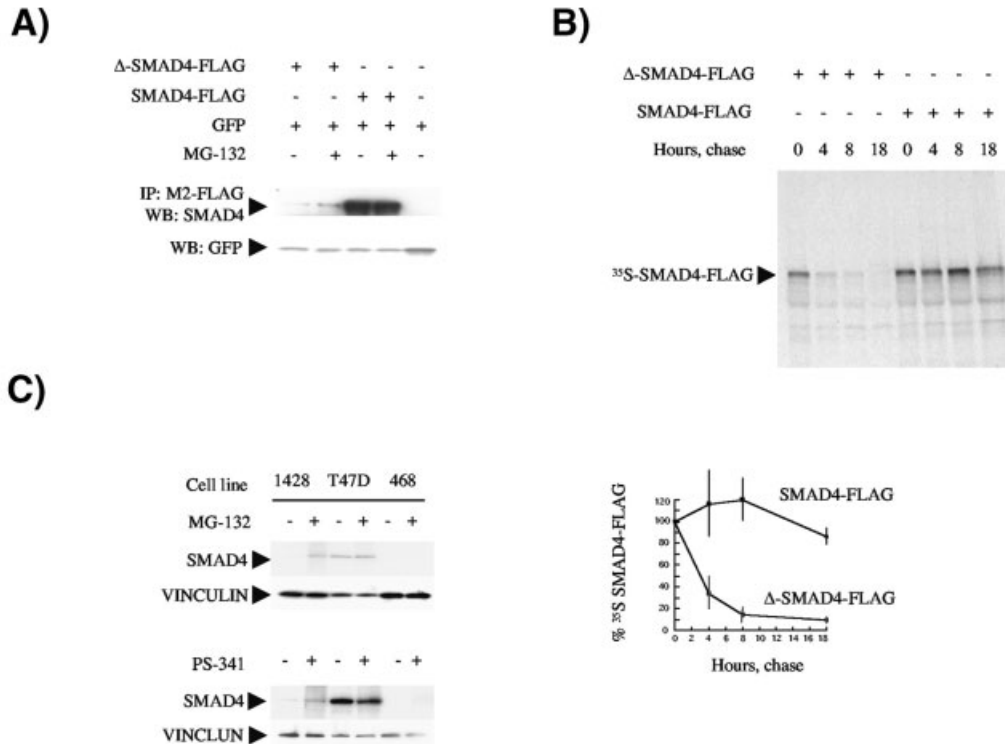 A)
Δ-SMAD4-FLAG + + - - -
SMAD4-FLAG - - + + -
GFP + + + + +
MG-132 - + - + -
IP: M2-FLAG
WB: SMAD4
WB: GFP
B)
Δ-SMAD4-FLAG + + + + - - - -
SMAD4-FLAG - - - - + + + +
Hours, chase 0 4 8 18 0 4 8 18
³⁵S-SMAD4-FLAG
C)
Cell line 1428 T47D 468
MG-132 - + - + - +
SMAD4
VINCULIN
PS-341 - + - + - +
SMAD4
VINCLUN
% ³⁵S SMAD4-FLAG
120
100
80
60
40
20
0
SMAD4-FLAG
Δ-SMAD4-FLAG
0 2 4 6 8 10 12 14 16 18
Hours, chase